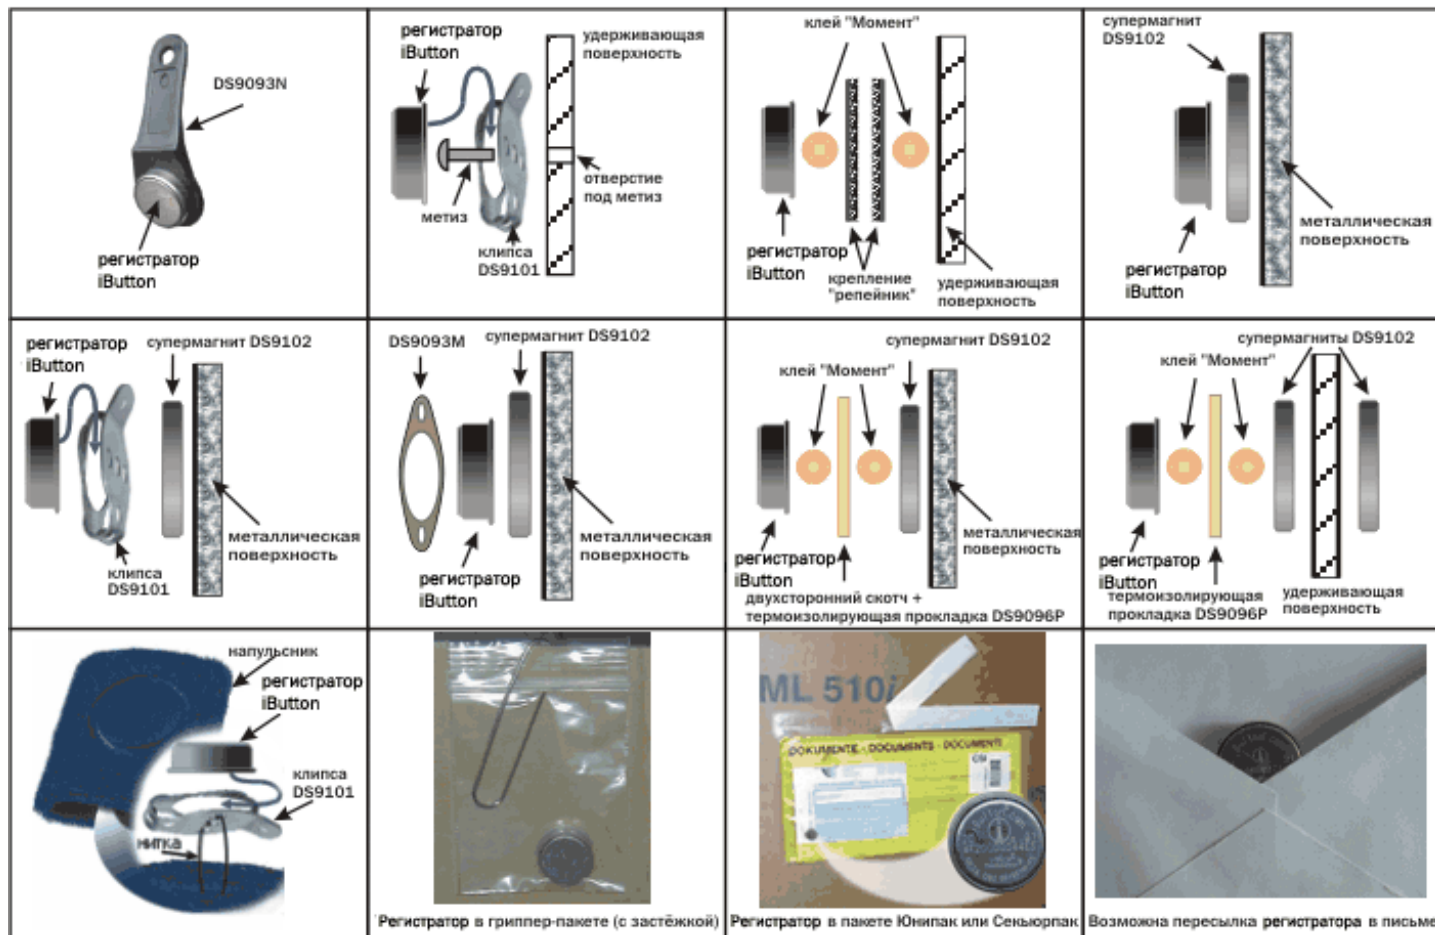 DS9093N
регистратор
iButton
регистратор
iButton
удерживающая
поверхность
метиз
отверстие
под метиз
клипса
DS9101
клей "Момент"
регистратор
iButton
крепление
"репейник"
удерживающая
поверхность
супермагнит
DS9102
металлическая
поверхность
регистратор
iButton
регистратор
iButton
супермагнит DS9102
металлическая
поверхность
клипса
DS9101
DS9093M
супермагнит DS9102
металлическая
поверхность
регистратор
iButton
супермагнит DS9102
клей "Момент"
регистратор
iButton
металлическая
поверхность
двухсторонний скотч +
термоизолирующая прокладка DS9096P
супермагниты DS9102
клей "Момент"
регистратор
iButton
термоизолирующая
прокладка DS9096P
удерживающая
поверхность
напульсник
регистратор
iButton
клипса
DS9101
нитка
Регистратор в гриппер-пакете (с застёжкой)
ML 510i
DOKUMENTE - DOCUMENTS - DOCUMENTI
Регистратор в пакете Юнипак или Секьюрпак
Возможна пересылка регистратора в письме